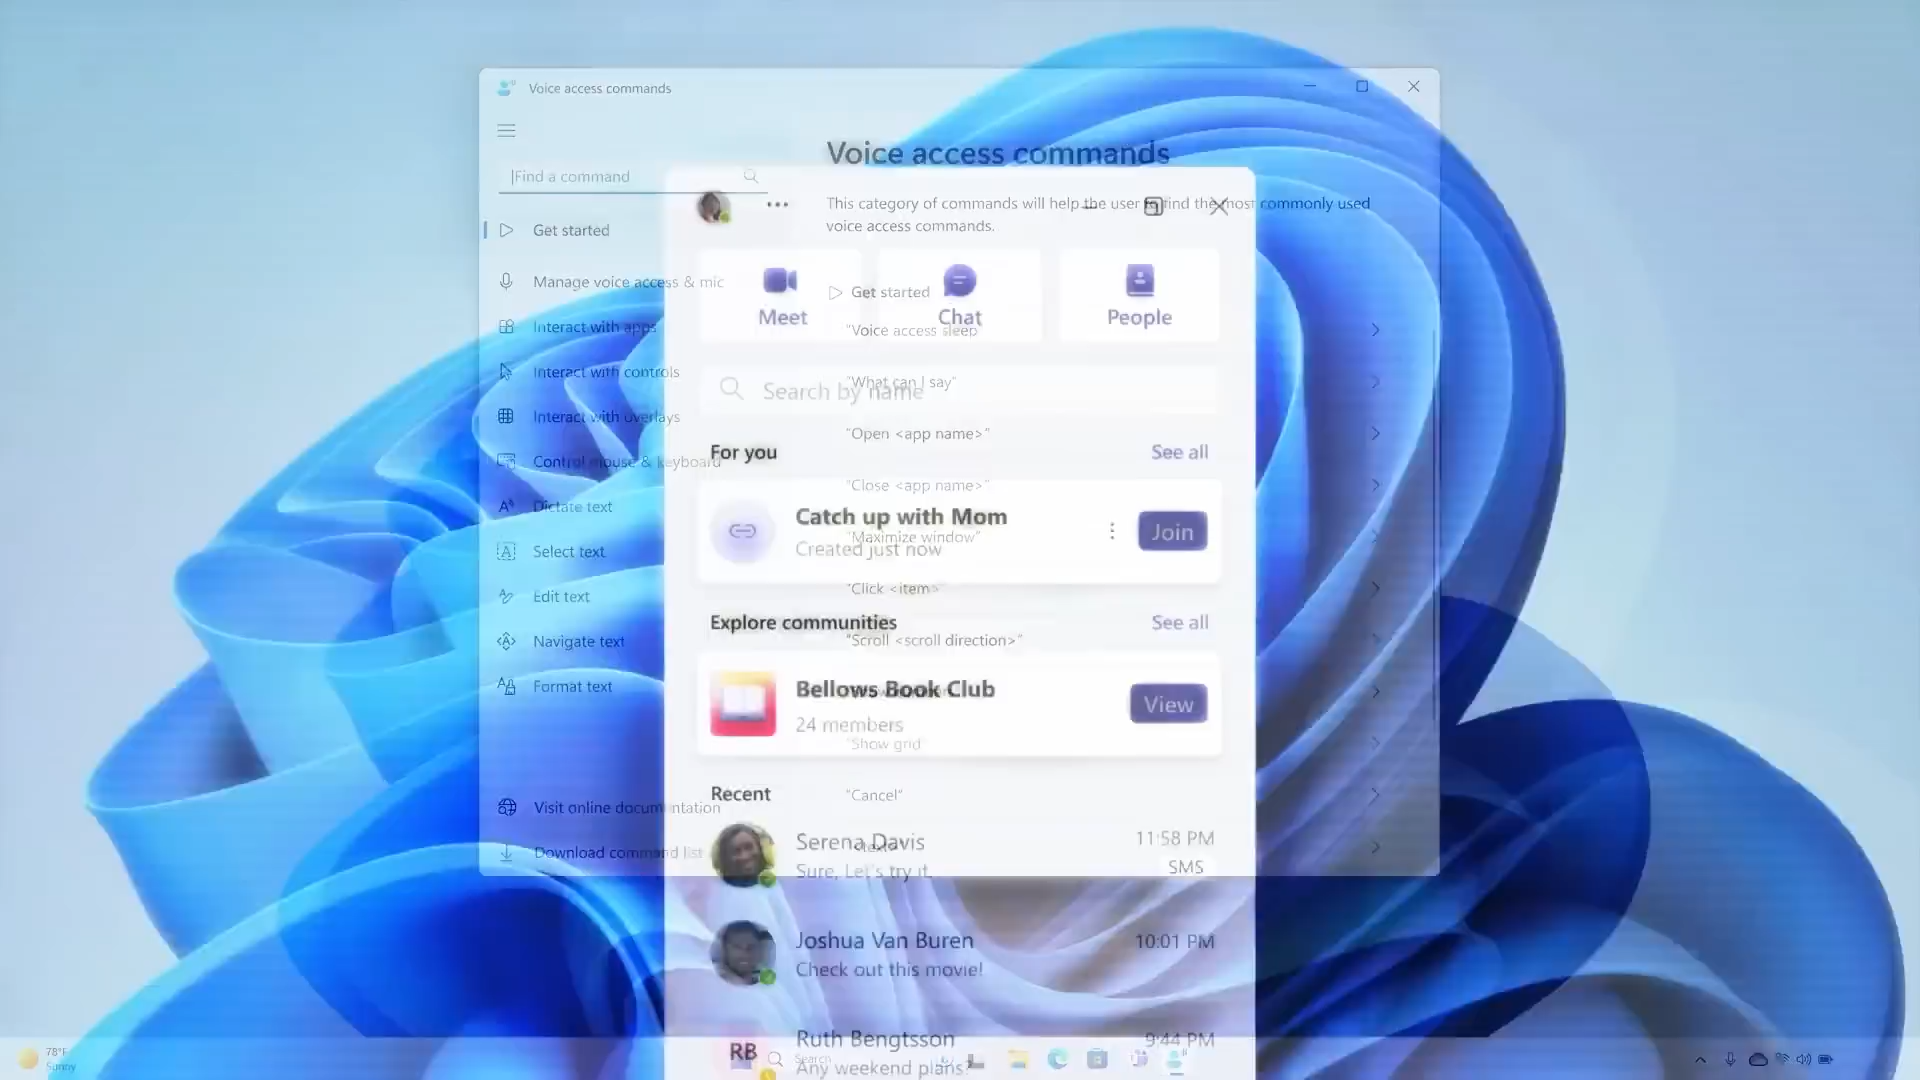 Voice access commands
Find a command
Get started
Manage voice access & mic
Interact with apps
Interact with controls
Interact with overlays
Control mouse & keyboard
Dictate text
Select text
Edit text
Navigate text
Format text
Visit online documentation
Download command list
Voice access commands
This category of commands will help the user to find the most commonly used
voice access commands.
Get started
"Voice access sleep
"What can I say"
"Open <app name>"
"Close <app name>"
"Maximize window"
"Click <item>"
"Scroll <scroll direction>"
"Show grid"
"Cancel"
Meet
Chat
People
Search by name
For you
See all
Catch up with Mom
Created just now
Join
Explore communities
See all
Bellows Book Club
24 members
View
Recent
Serena Davis
11:58 PM
Sure, Let's try it.
SMS
Joshua Van Buren
10:01 PM
Check out this movie!
RB
Ruth Bengtsson
9:44 PM
Any weekend plans?
78°F
Sunny
Search